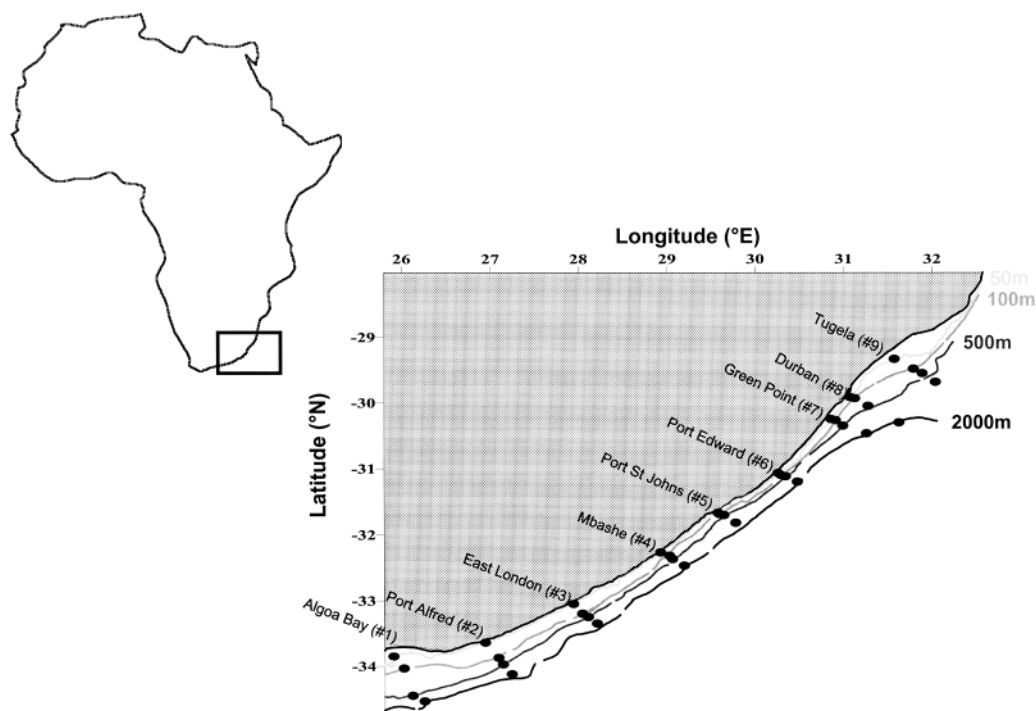 Longitude (°E)
26 27 28 29 30 31 32
50m
100m
500m
2000m
Latitude (°N)
-29
-30
-31
-32
-33
-34
Tugela (#9)
Durban (#8)
Green Point (#7)
Port Edward (#6)
Port St Johns (#5)
Mbashe (#4)
East London (#3)
Port Alfred (#2)
Algoa Bay (#1)